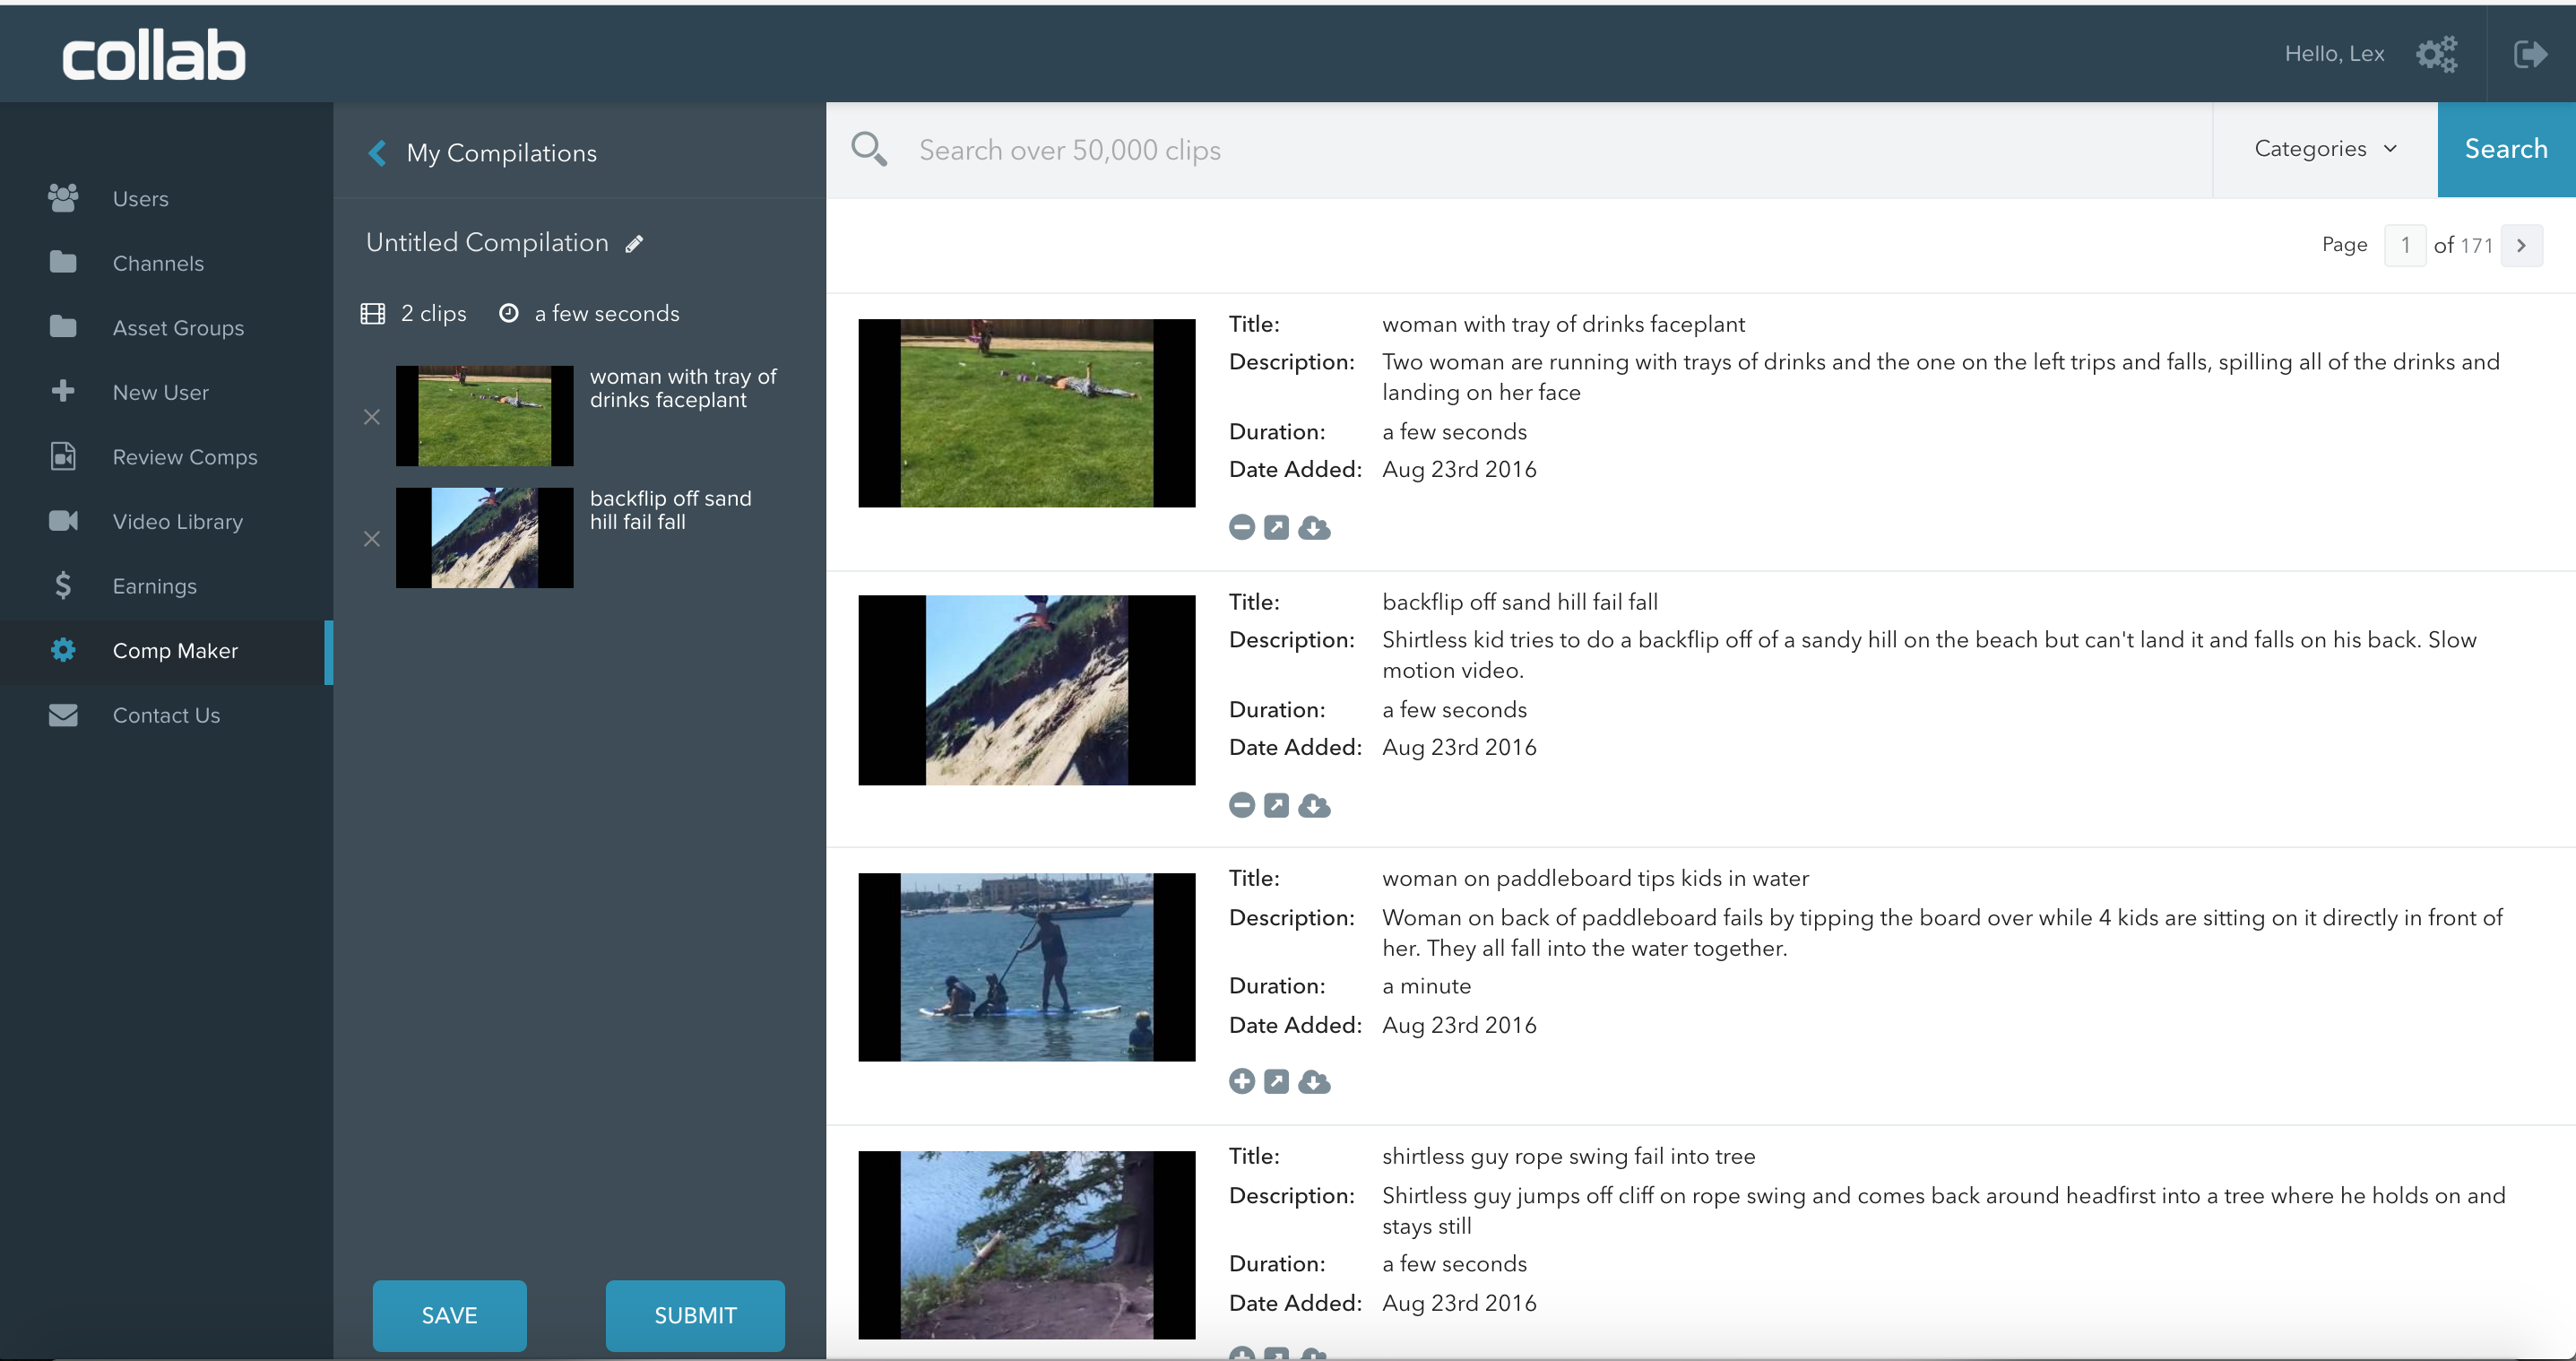 collab
Hello, Lex
Users
Channels
Asset Groups
New User
Review Comps
Video Library
Earnings
Comp Maker
Contact Us
My Compilations
Untitled Compilation
2 clips a few seconds
woman with tray of
drinks faceplant
backflip off sand
hill fail fall
SAVE SUBMIT
Search over 50,000 clips
Categories
Search
Page 1 of 171
Title: woman with tray of drinks faceplant
Description: Two woman are running with trays of drinks and the one on the left trips and falls, spilling all of the drinks and
landing on her face
Duration: a few seconds
Date Added: Aug 23rd 2016
Title: backflip off sand hill fail fall
Description: Shirtless kid tries to do a backflip off of a sandy hill on the beach but can't land it and falls on his back. Slow
motion video.
Duration: a few seconds
Date Added: Aug 23rd 2016
Title: woman on paddleboard tips kids in water
Description: Woman on back of paddleboard fails by tipping the board over while 4 kids are sitting on it directly in front of
her. They all fall into the water together.
Duration: a minute
Date Added: Aug 23rd 2016
Title: shirtless guy rope swing fail into tree
Description: Shirtless guy jumps off cliff on rope swing and comes back around headfirst into a tree where he holds on and
stays still
Duration: a few seconds
Date Added: Aug 23rd 2016